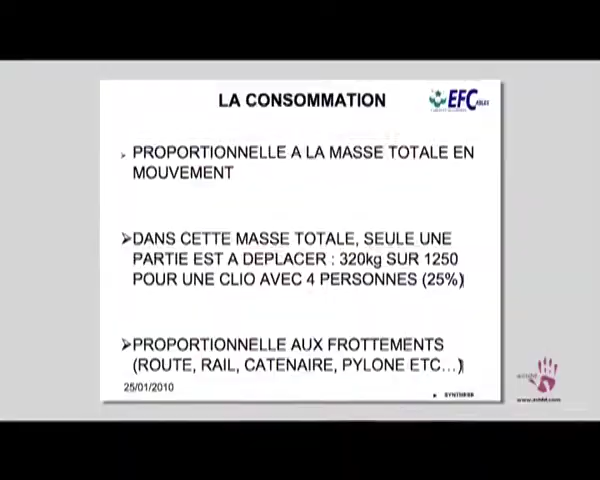 LA CONSOMMATION
EFC
PROPORTIONNELLE A LA MASSE TOTALE EN
MOUVEMENT
DANS CETTE MASSE TOTALE, SEULE UNE
PARTIE EST A DEPLACER : 320kg SUR 1250
POUR UNE CLIO AVEC 4 PERSONNES (25%)
PROPORTIONNELLE AUX FROTTEMENTS
(ROUTE, RAIL, CATENAIRE, PYLONE ETC…)
25/01/2010
SYNTHESE